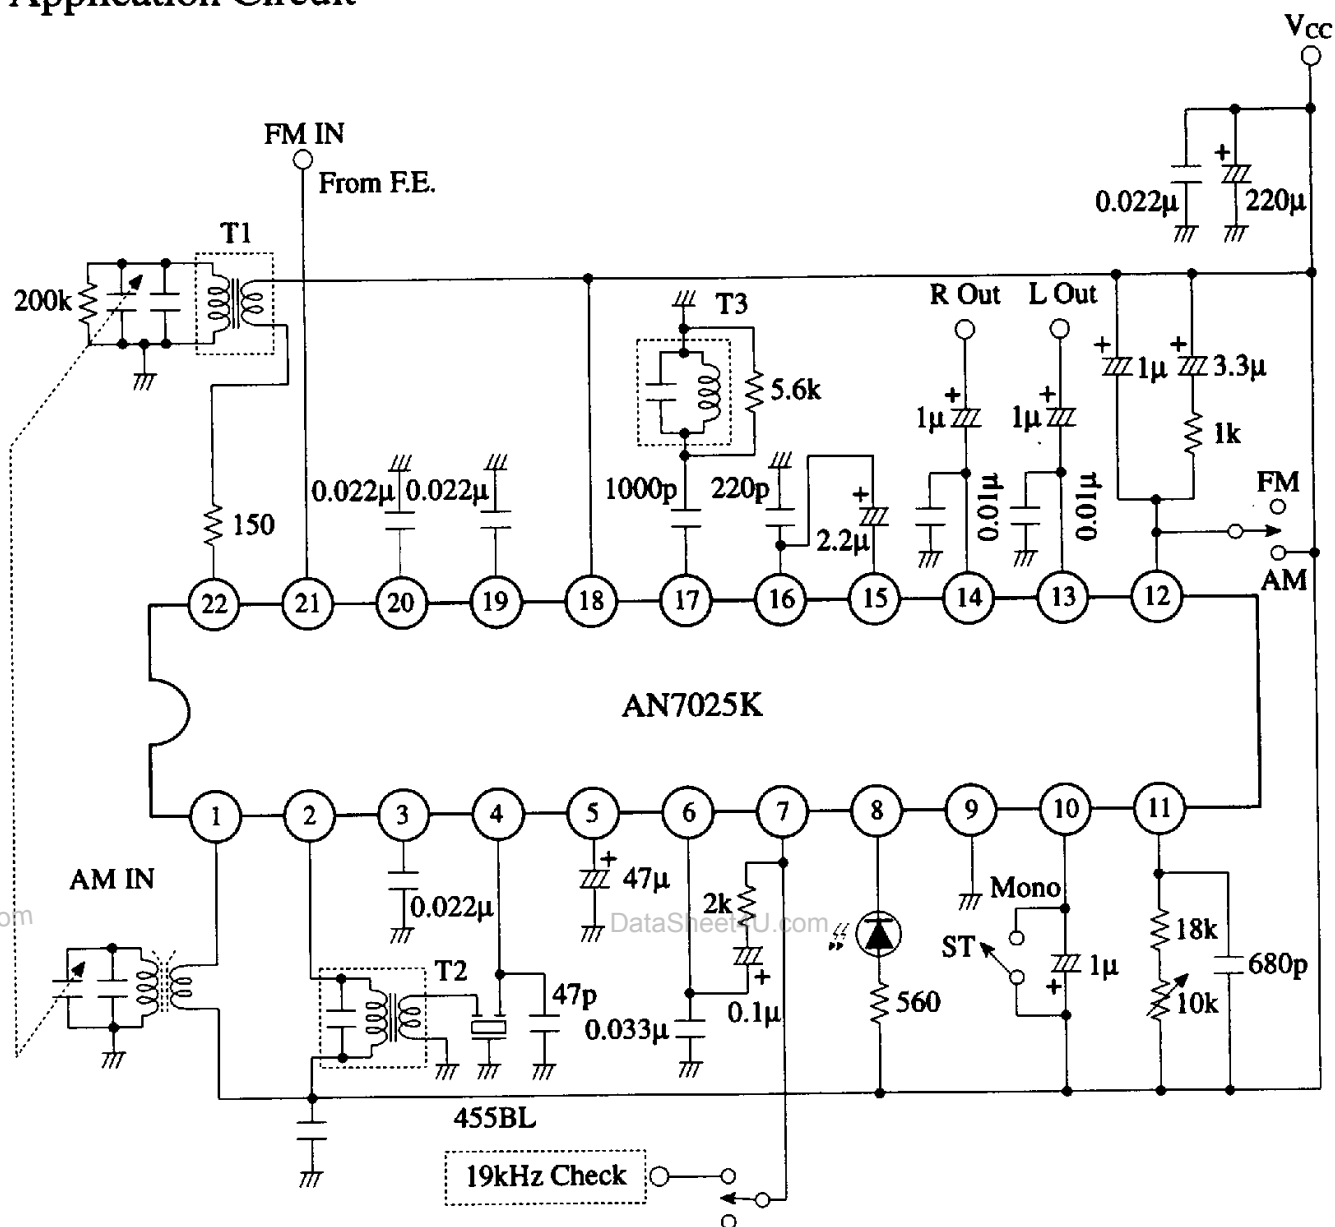 Application Circuit
VCC
FM IN
From F.E.
T1
0.022μ
220μ
200k
T3
R Out
L Out
1μ
3.3μ
5.6k
1μ
1μ
1k
0.022μ
0.022μ
1000p
220p
2.2μ
0.01μ
0.01μ
FM
AM
150
22
21
20
19
18
17
16
15
14
13
12
AN7025K
1
2
3
4
5
6
7
8
9
10
11
AM IN
0.022μ
47μ
2k
DataSheet4U.com
om
Mono
ST
1μ
18k
10k
680p
T2
47p
0.033μ
0.1μ
560
455BL
19kHz Check